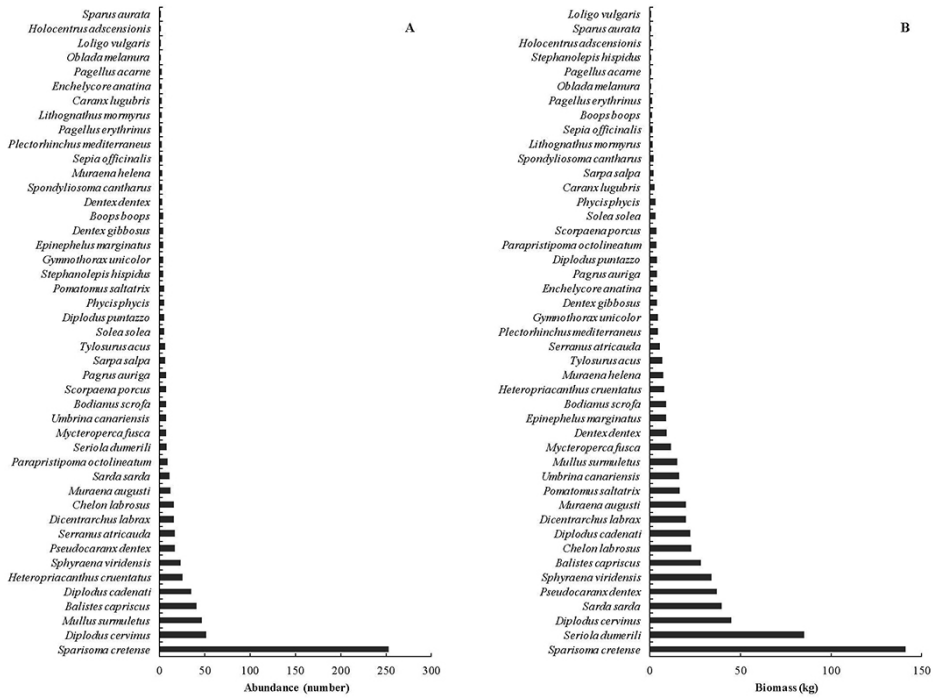 A
Sparus aurata
Holocentrus adscensionis
Loligo vulgaris
Oblada melanura
Pagellus acarne
Enchelycore anatina
Caranx lugubris
Lithognathus mormyrus
Pagellus erythrinus
Plectorhinchus mediterraneus
Sepia officinalis
Muraena helena
Spondyliosoma cantharus
Dentex dentex
Boops boops
Dentex gibbosus
Epinephelus marginatus
Gymnothorax unicolor
Stephanolepis hispidus
Pomatomus saltatrix
Phycis phycis
Diplodus puntazzo
Solea solea
Tylosurus acus
Sarpa salpa
Pagrus auriga
Scorpaena porcus
Bodianus scrofa
Umbrina canariensis
Mycteroperca fusca
Seriola dumerili
Parapristipoma octolineatum
Sarda sarda
Muraena augusti
Chelon labrosus
Dicentrarchus labrax
Serranus atricauda
Pseudocaranx dentex
Sphyraena viridensis
Heteropriacanthus cruentatus
Diplodus cadenati
Balistes capriscus
Mullus surmuletus
Diplodus cervinus
Sparisoma cretense
0 50 100 150 200 250 300
Abundance (number)
B
Loligo vulgaris
Sparus aurata
Holocentrus adscensionis
Stephanolepis hispidus
Pagellus acarne
Oblada melanura
Pagellus erythrinus
Boops boops
Sepia officinalis
Lithognathus mormyrus
Spondyliosoma cantharus
Sarpa salpa
Caranx lugubris
Phycis phycis
Solea solea
Scorpaena porcus
Parapristipoma octolineatum
Diplodus puntazzo
Pagrus auriga
Enchelycore anatina
Dentex gibbosus
Gymnothorax unicolor
Plectorhinchus mediterraneus
Serranus atricauda
Tylosurus acus
Muraena helena
Heteropriacanthus cruentatus
Bodianus scrofa
Epinephelus marginatus
Dentex dentex
Mycteroperca fusca
Mullus surmuletus
Umbrina canariensis
Pomatomus saltatrix
Muraena augusti
Dicentrarchus labrax
Diplodus cadenati
Chelon labrosus
Balistes capriscus
Sphyraena viridensis
Pseudocaranx dentex
Sarda sarda
Diplodus cervinus
Seriola dumerili
Sparisoma cretense
0 50 100 150
Biomass (kg)